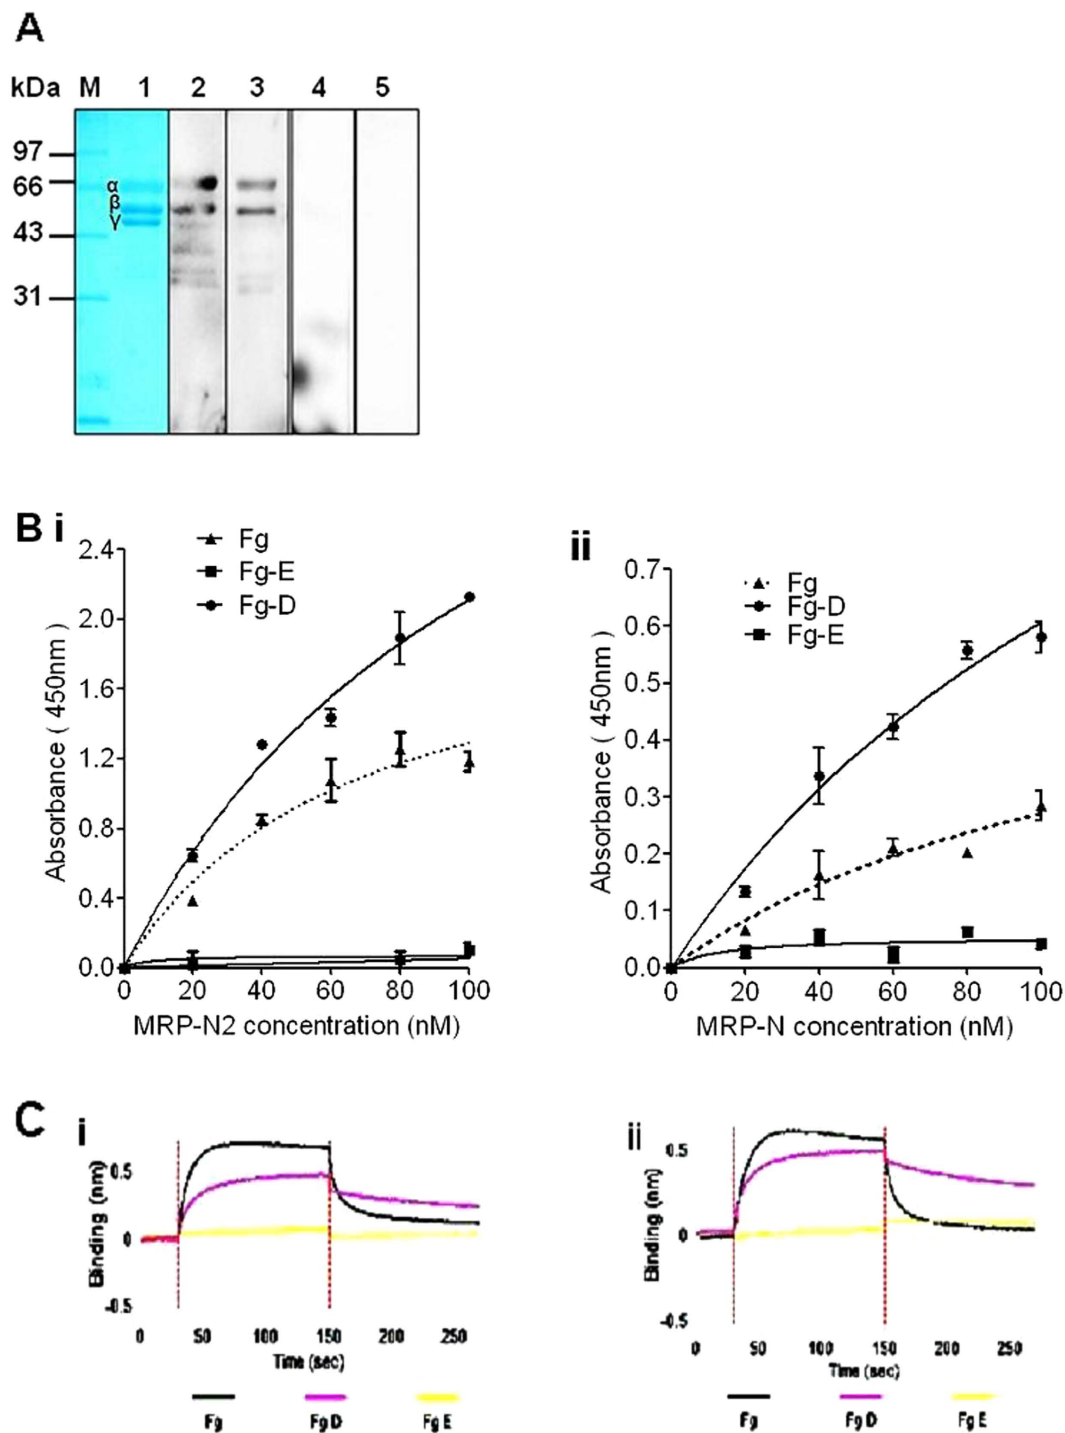 A
kDa M 1 2 3 4 5
97
66
43
31
α
β
γ
B i
Fg
Fg-E
Fg-D
2.4
2.0
1.6
1.2
0.8
0.4
0.0
Absorbance ( 450nm )
0 20 40 60 80 100
MRP-N2 concentration (nM)
ii
Fg
Fg-D
Fg-E
0.7
0.6
0.5
0.4
0.3
0.2
0.1
0.0
Absorbance ( 450nm )
0 20 40 60 80 100
MRP-N concentration (nM)
C
i
0.5
0
-0.5
Binding (nm)
0 50 100 150 200 250
Time (sec)
Fg Fg D Fg E
ii
0.5
0
-0.5
Binding (nm)
0 50 100 150 200 250
Time (sec)
Fg Fg D Fg E